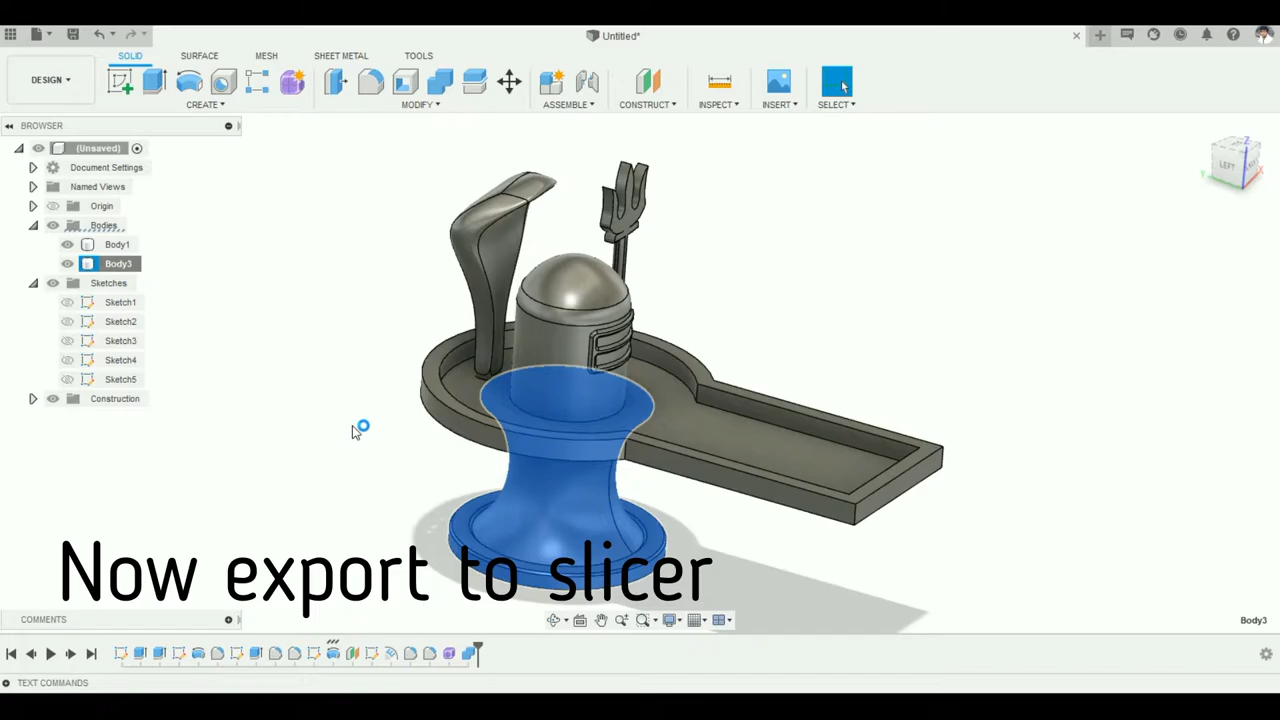 Untitled*
SOLID
SURFACE
MESH
SHEET METAL
TOOLS
DESIGN
CREATE
MODIFY
ASSEMBLE
CONSTRUCT
INSPECT
INSERT
SELECT
BROWSER
(Unsaved)
Document Settings
Named Views
Origin
Bodies
Body1
Body3
Sketches
Sketch1
Sketch2
Sketch3
Sketch4
Sketch5
Construction
LEFT
Z
Y
X
Now export to slicer
COMMENTS
Body3
TEXT COMMANDS